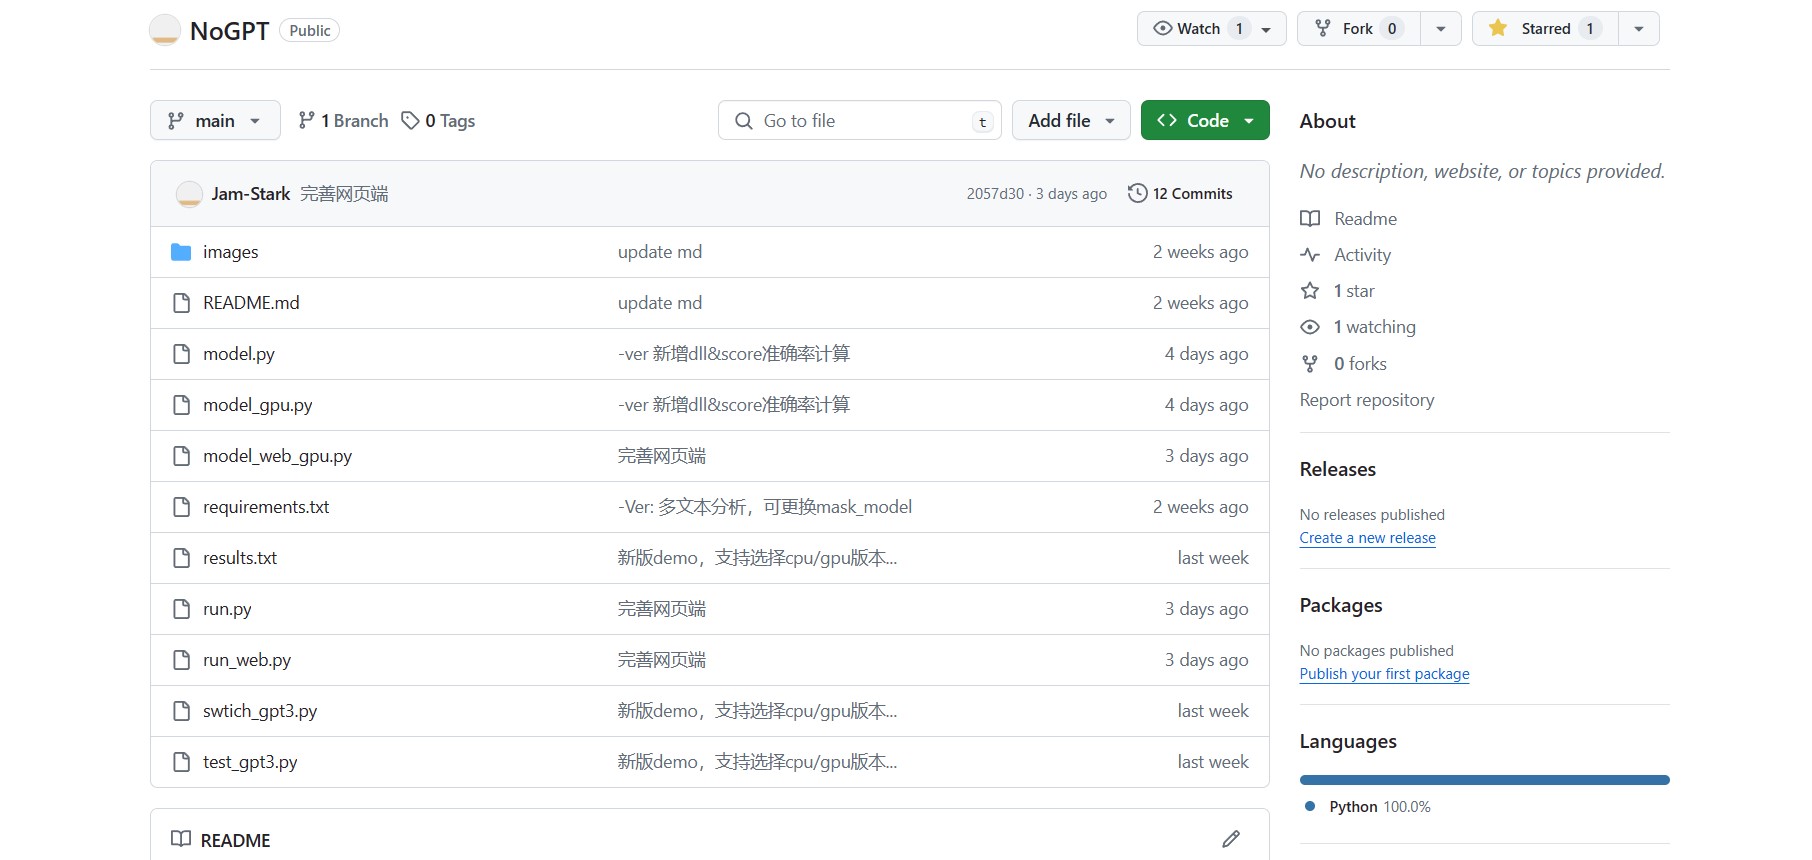 NoGPT Public Watch 1 Fork 0 Starred 1
main 1 Branch 0 Tags Go to file t Add file Code
Jam-Stark 完善网页端 2057d30 · 3 days ago 12 Commits
images update md 2 weeks ago
README.md update md 2 weeks ago
model.py -ver 新增dll&score准确率计算 4 days ago
model_gpu.py -ver 新增dll&score准确率计算 4 days ago
model_web_gpu.py 完善网页端 3 days ago
requirements.txt -Ver: 多文本分析，可更换mask_model 2 weeks ago
results.txt 新版demo，支持选择cpu/gpu版本... last week
run.py 完善网页端 3 days ago
run_web.py 完善网页端 3 days ago
swtich_gpt3.py 新版demo，支持选择cpu/gpu版本... last week
test_gpt3.py 新版demo，支持选择cpu/gpu版本... last week
README
About
No description, website, or topics provided.
Readme
Activity
1 star
1 watching
0 forks
Report repository
Releases
No releases published
Create a new release
Packages
No packages published
Publish your first package
Languages
Python 100.0%